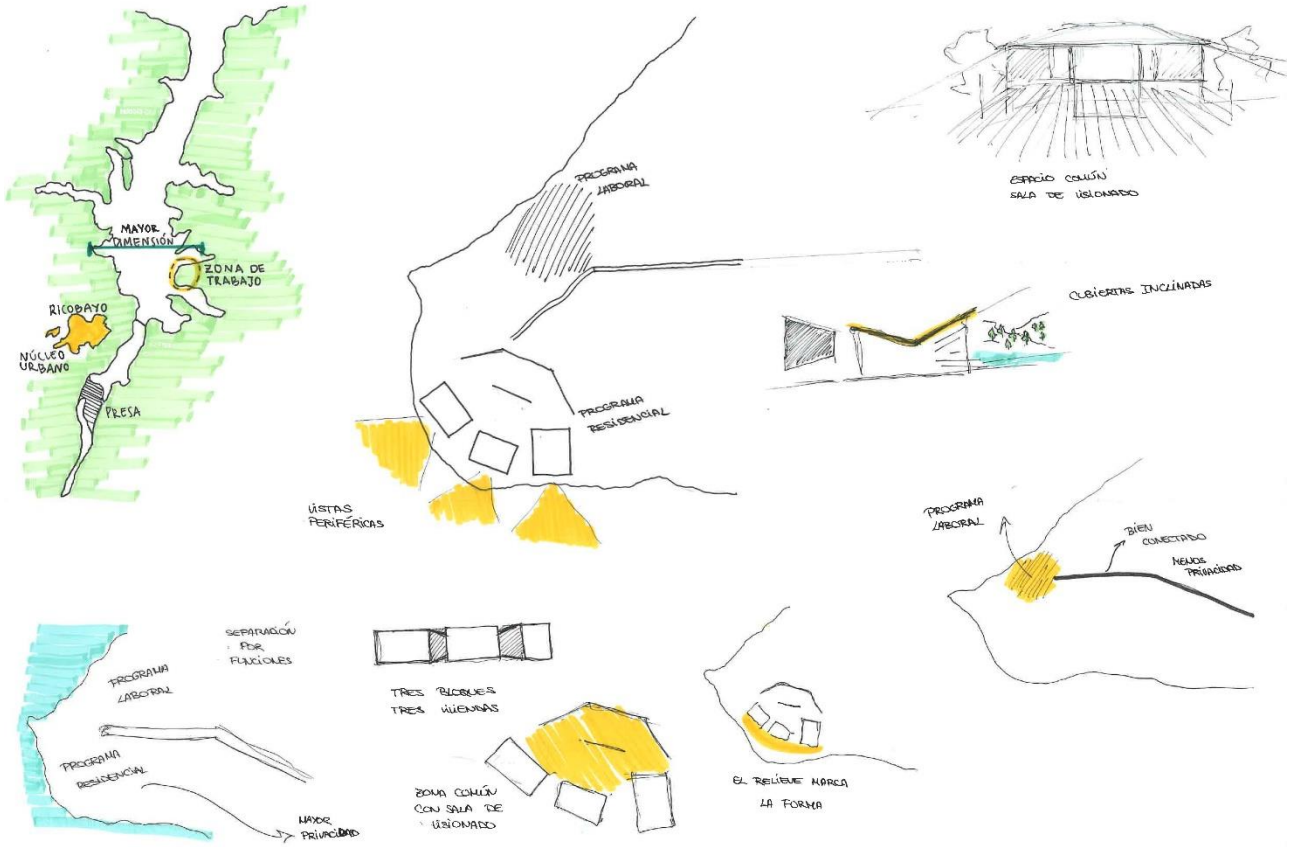 MAYOR
DIMENSIÓN
ZONA DE
TRABAJO
RICOBAYO
NÚCLEO
URBANO
PRESA
PROGRAMA
LABORAL
PROGRAMA
RESIDENCIAL
VISTAS
PERIFÉRICAS
ESPACIO COMÚN
SALA DE VISIONADO
CUBIERTAS INCLINADAS
PROGRAMA
LABORAL
BIEN
CONECTADO
MENOS
PRIVACIDAD
SEPARACIÓN
POR
FUNCIONES
PROGRAMA
LABORAL
PROGRAMA
RESIDENCIAL
MAYOR
PRIVACIDAD
TRES BLOQUES
TRES VIVIENDAS
ZONA COMÚN
CON SALA DE
VISIONADO
EL RELIEVE MARCA
LA FORMA